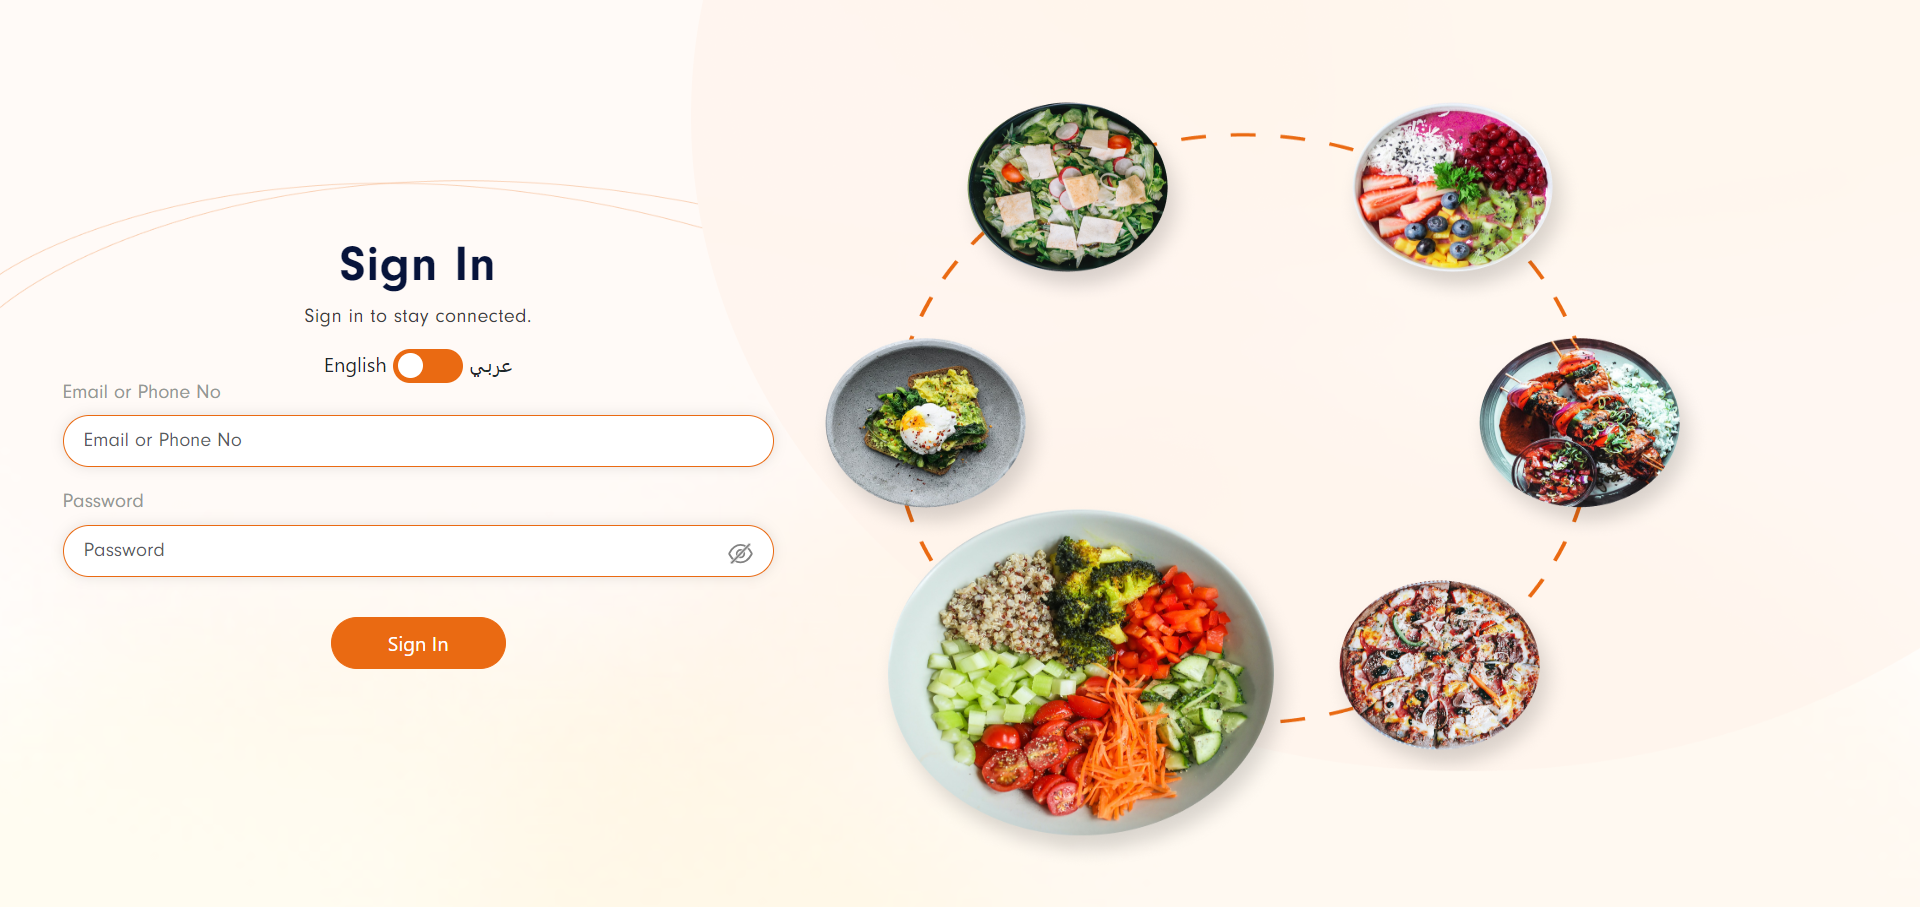 Sign In
Sign in to stay connected.
English عربي
Email or Phone No
Email or Phone No
Password
Password
Sign In